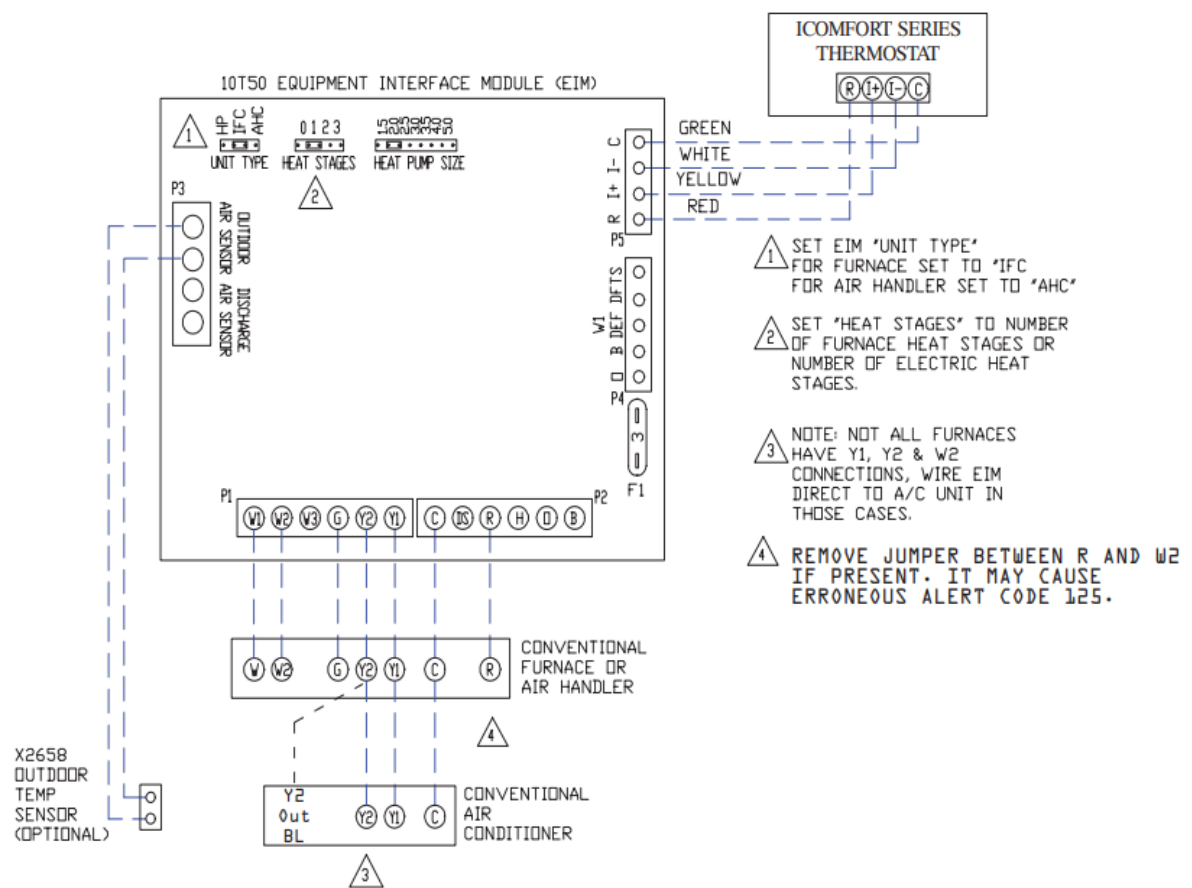 ICOMFORT SERIES
THERMOSTAT
R I+ I- C
10T50 EQUIPMENT INTERFACE MODULE (EIM)
1
HP
IFC
AHC
UNIT TYPE
0 1 2 3
HEAT STAGES
2
15
20
25
30
35
40
50
HEAT PUMP SIZE
P3
OUTDOOR
AIR SENSOR
DISCHARGE
AIR SENSOR
C
I-
I+
R
P5
GREEN
WHITE
YELLOW
RED
DFTS
DEF
W1
B
O
P4
3
F1
P1
W1 W2 W3 G Y2 Y1
C DS R H O B
P2
1
SET EIM "UNIT TYPE"
FOR FURNACE SET TO "IFC
FOR AIR HANDLER SET TO "AHC"
2
SET "HEAT STAGES" TO NUMBER
OF FURNACE HEAT STAGES OR
NUMBER OF ELECTRIC HEAT
STAGES.
3
NOTE: NOT ALL FURNACES
HAVE Y1, Y2 & W2
CONNECTIONS, WIRE EIM
DIRECT TO A/C UNIT IN
THOSE CASES.
4
REMOVE JUMPER BETWEEN R AND W2
IF PRESENT. IT MAY CAUSE
ERRONEOUS ALERT CODE 125.
W W2 G Y2 Y1 C R
CONVENTIONAL
FURNACE OR
AIR HANDLER
4
X2658
OUTDOOR
TEMP
SENSOR
(OPTIONAL)
Y2
Out
BL
Y2 Y1 C
CONVENTIONAL
AIR
CONDITIONER
3